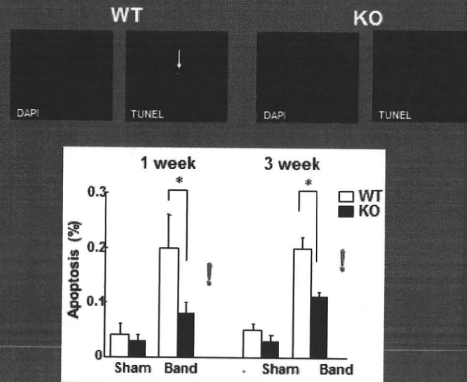 WT KO
DAPI TUNEL DAPI TUNEL
1 week 3 week
* *
WT
KO
Apoptosis (%)
0.3
0.2
0.1
0
Sham Band Sham Band